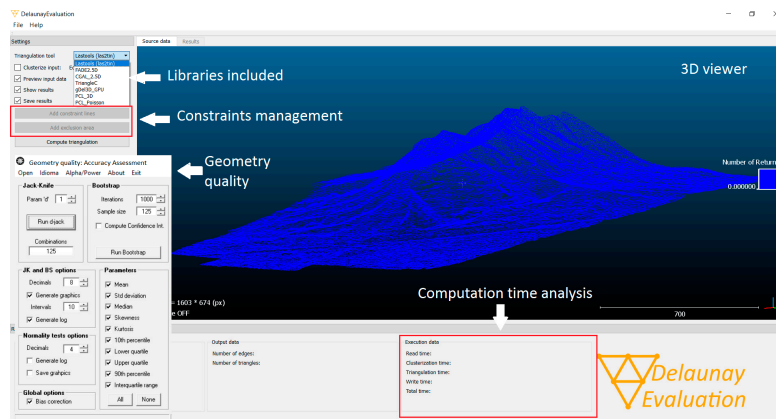 DelaunayEvaluation
File Help
Settings
Source data Results
Triangulation tool Lastools (las2tin)
Lastools (las2tin)
FADE2.5D
CGAL_2.5D
TriangleC
gDel3D_GPU
PCL_3D
PCL_Poisson
Clusterize input:
Preview input data
Show results
Save results
Add constraint lines
Add exclusion area
Compute triangulation
Libraries included
Constraints management
Geometry quality
3D viewer
Number of Return
0.000000
Geometry quality: Accuracy Assessment
Open Idioma Alpha/Power About Exit
Jack-Knife
Param 'd' 1
Run d-jack
Combinations
125
Bootstrap
Iterations 1000
Sample size 125
Compute Confidence Int.
Run Bootstrap
JK and BS options
Decimals 8
Generate graphics
Intervals 10
Generate log
Parameters
Mean
Std deviation
Median
Skewness
Kurtosis
10th percentile
Lower quartile
Upper quartile
90th percentile
Interquartile range
All None
Normality tests options
Decimals 4
Generate log
Save grahpics
Global options
Bias correction
= 1603 * 674 (px)
e OFF
Computation time analysis
700
Output data
Number of edges:
Number of triangles:
Execution data
Read time:
Clusterization time:
Triangulation time:
Write time:
Total time:
Delaunay
Evaluation